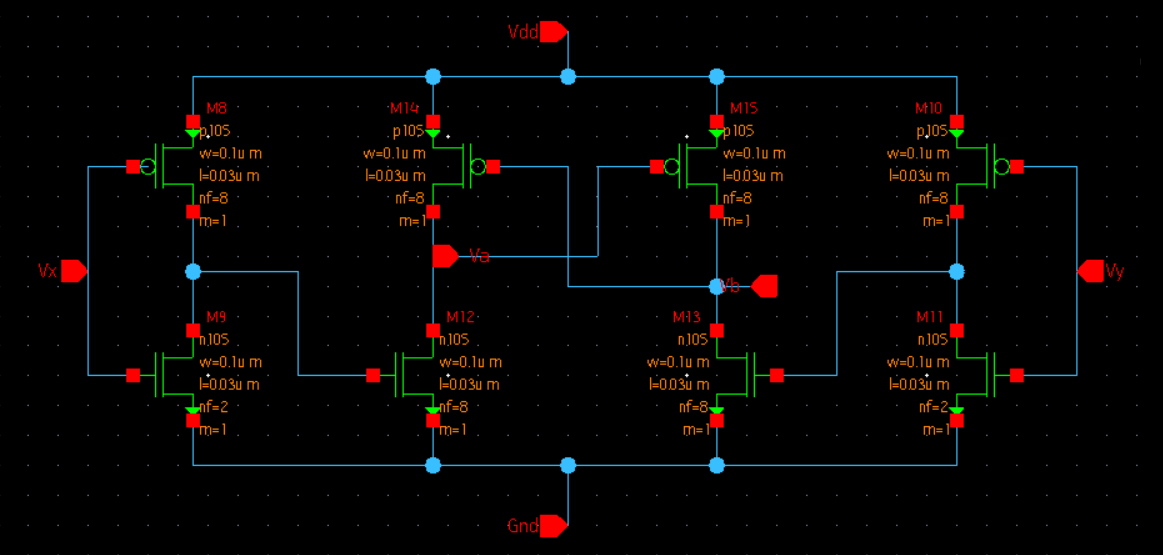 Vdd
M8
p105
w=0.1u m
l=0.03u m
nf=8
m=1
M14
p105
w=0.1u m
l=0.03u m
nf=8
m=1
M15
p105
w=0.1u m
l=0.03u m
nf=8
m=1
M10
p105
w=0.1u m
l=0.03u m
nf=8
m=1
Vx
Va
Vb
Vy
M9
n105
w=0.1u m
l=0.03u m
nf=2
m=1
M12
n105
w=0.1u m
l=0.03u m
nf=8
m=1
M13
n105
w=0.1u m
l=0.03u m
nf=8
m=1
M11
n105
w=0.1u m
l=0.03u m
nf=2
m=1
Gnd